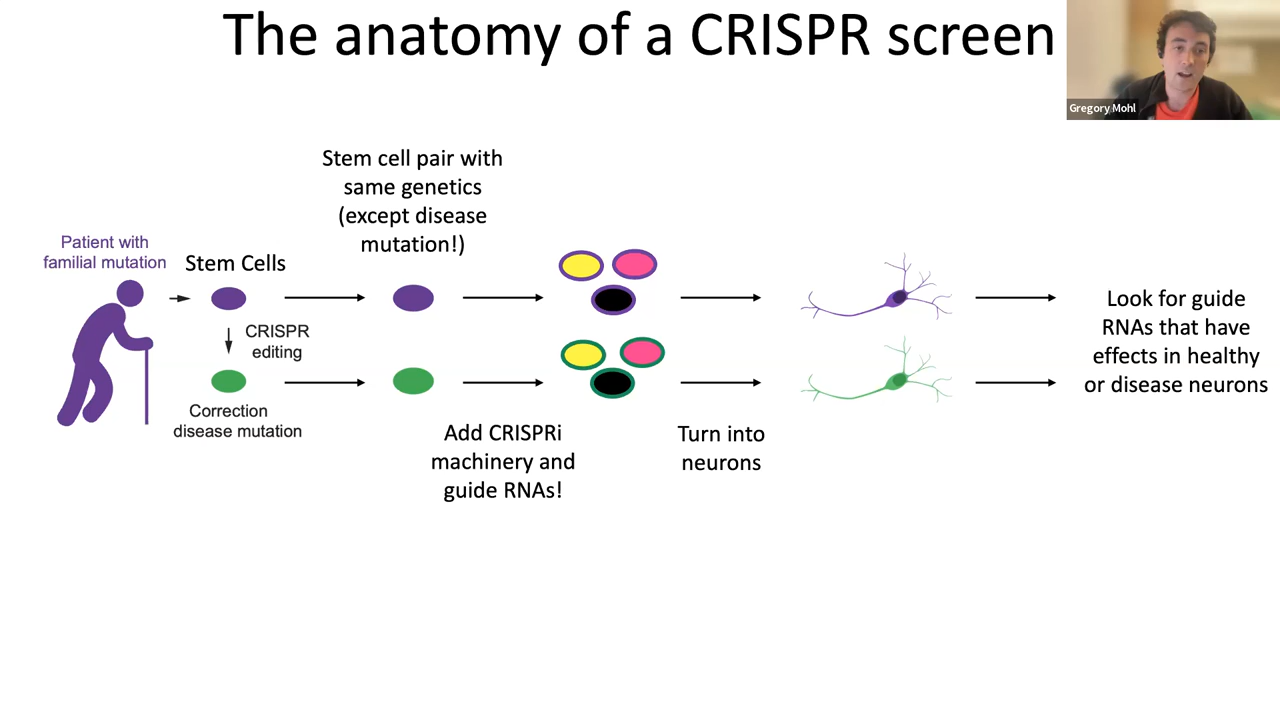 The anatomy of a CRISPR screen
Gregory Mohl
Stem cell pair with
same genetics
(except disease
mutation!)
Patient with
familial mutation
Stem Cells
CRISPR
editing
Correction
disease mutation
Add CRISPRi
machinery and
guide RNAs!
Turn into
neurons
Look for guide
RNAs that have
effects in healthy
or disease neurons